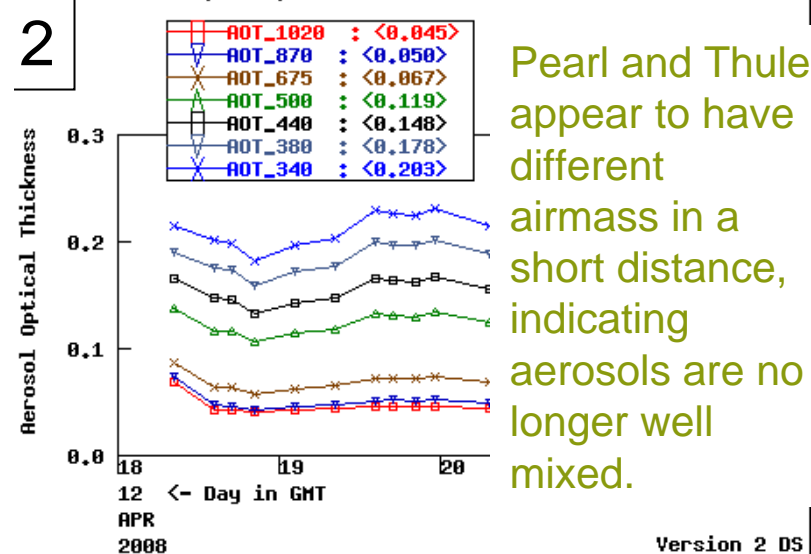 2
AOT_1020 : <0.045>
AOT_870 : <0.050>
AOT_675 : <0.067>
AOT_500 : <0.119>
AOT_440 : <0.148>
AOT_380 : <0.178>
AOT_340 : <0.203>
Aerosol Optical Thickness
0.3
0.2
0.1
0.0
18 19 20
12 <- Day in GMT
APR
2008
Version 2 DS
Pearl and Thule
appear to have
different
airmass in a
short distance,
indicating
aerosols are no
longer well
mixed.